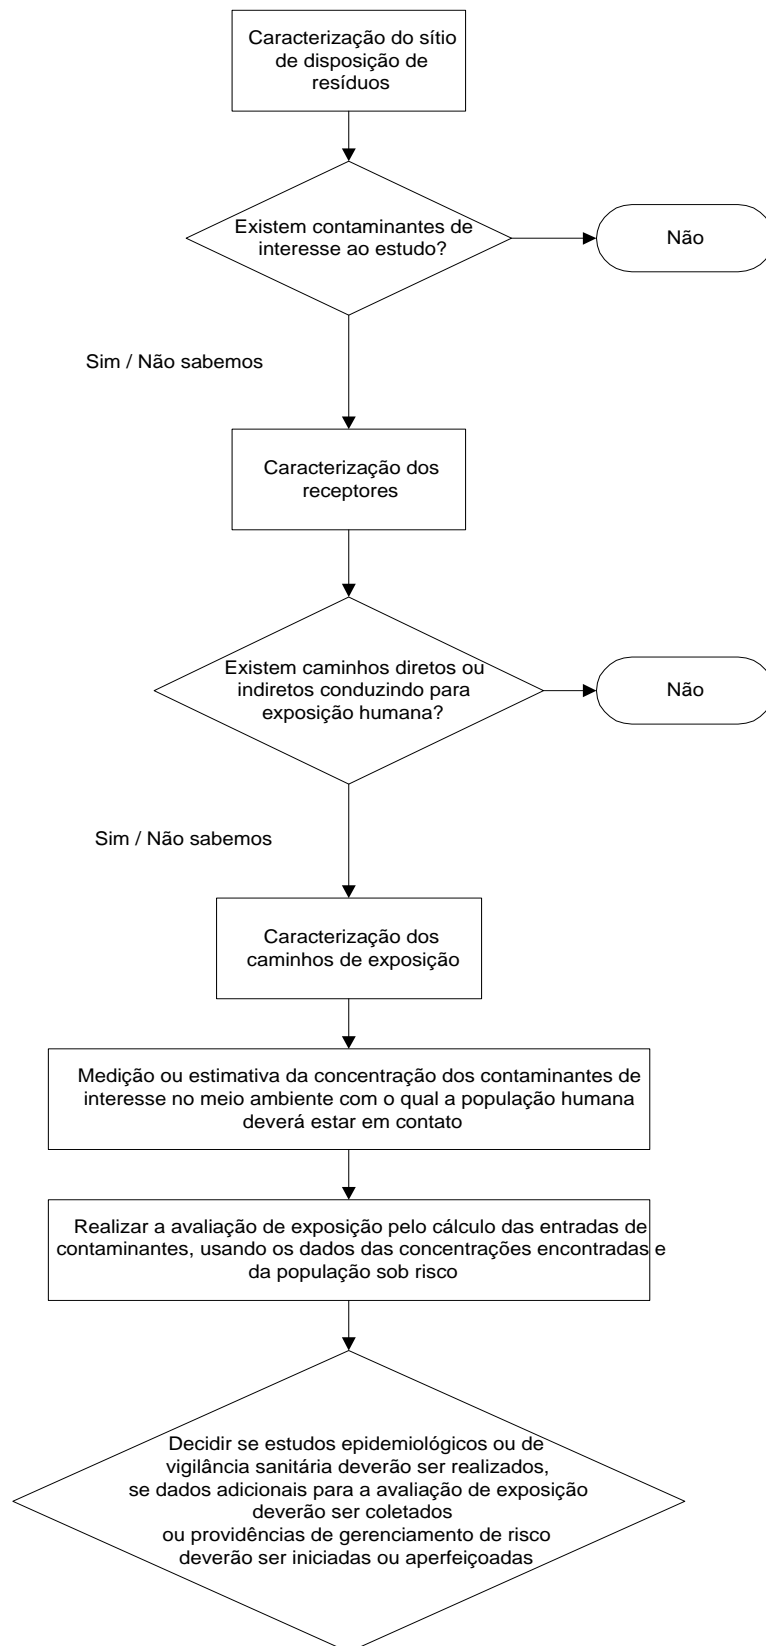 Caracterização do sítio
de disposição de
resíduos
Existem contaminantes de
interesse ao estudo?
Não
Sim / Não sabemos
Caracterização dos
receptores
Existem caminhos diretos ou
indiretos conduzindo para
exposição humana?
Não
Sim / Não sabemos
Caracterização dos
caminhos de exposição
Medição ou estimativa da concentração dos contaminantes de
interesse no meio ambiente com o qual a população humana
deverá estar em contato
Realizar a avaliação de exposição pelo cálculo das entradas de
contaminantes, usando os dados das concentrações encontradas e
da população sob risco
Decidir se estudos epidemiológicos ou de
vigilância sanitária deverão ser realizados,
se dados adicionais para a avaliação de exposição
deverão ser coletados
ou providências de gerenciamento de risco
deverão ser iniciadas ou aperfeiçoadas